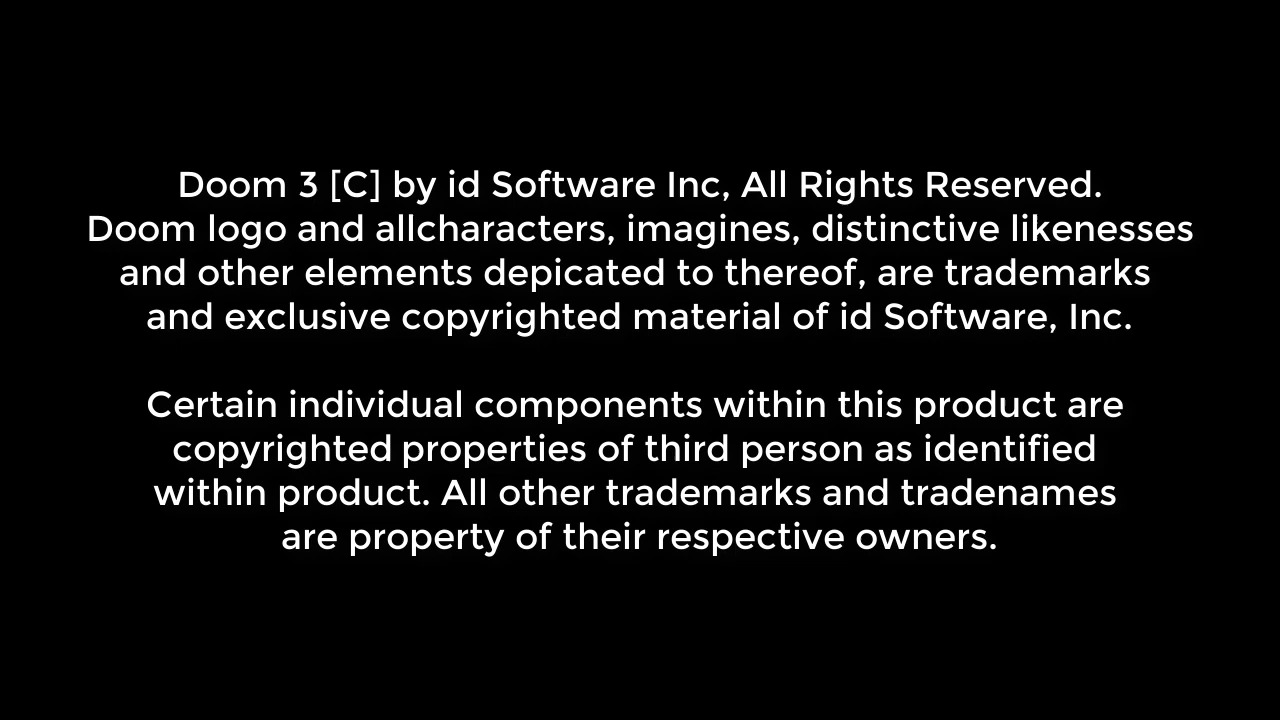 Doom 3 [C] by id Software Inc, All Rights Reserved.
Doom logo and allcharacters, imagines, distinctive likenesses
and other elements depicated to thereof, are trademarks
and exclusive copyrighted material of id Software, Inc.
Certain individual components within this product are
copyrighted properties of third person as identified
within product. All other trademarks and tradenames
are property of their respective owners.